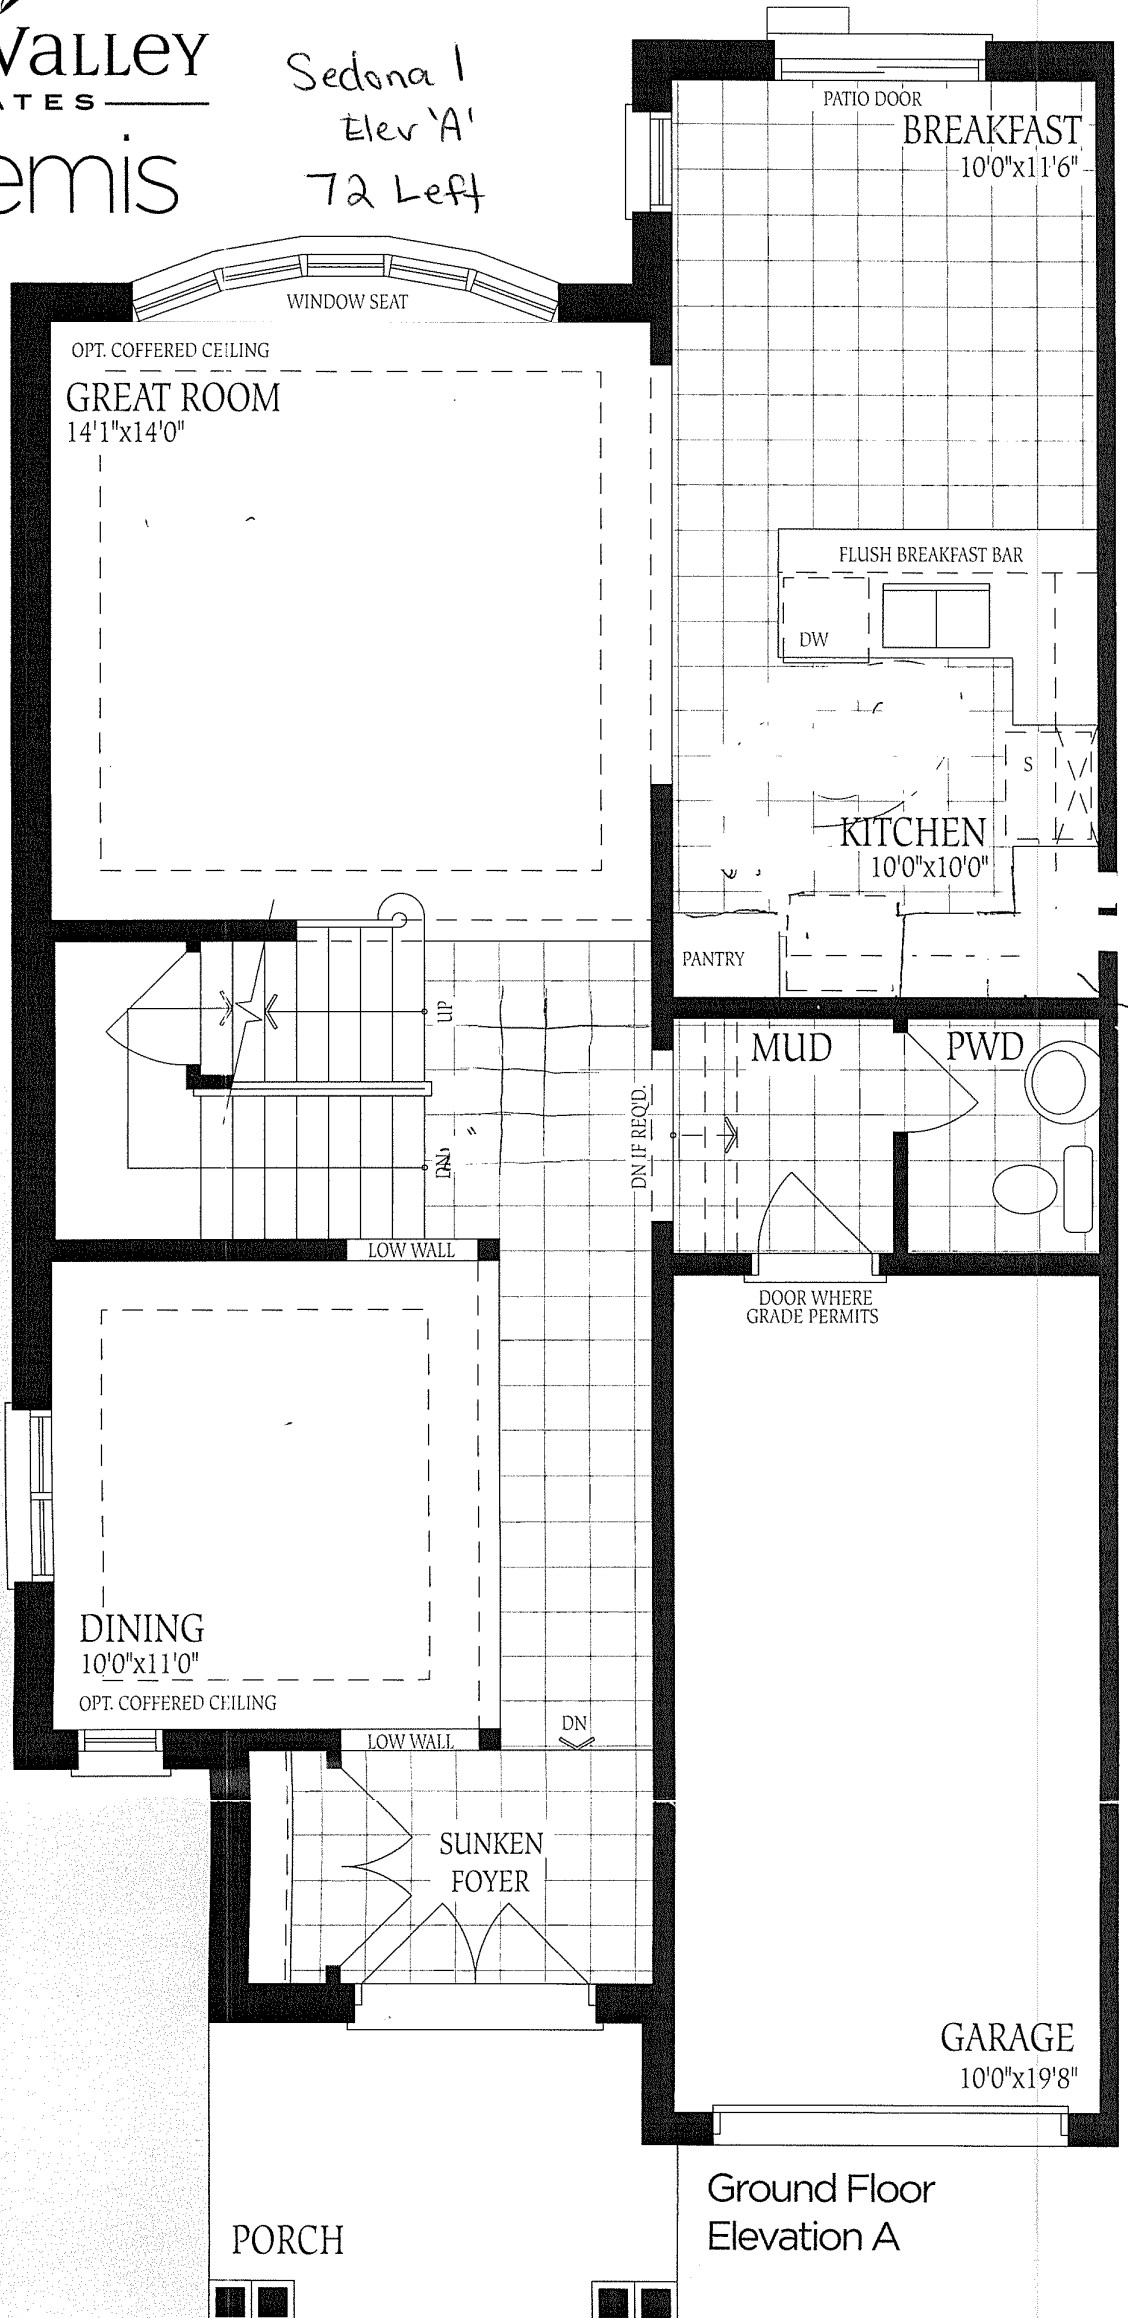 Valley
ATES
emis
Sedona 1
Elev 'A'
72 Left
PATIO DOOR
BREAKFAST
10'0"x11'6"
WINDOW SEAT
OPT. COFFERED CEILING
GREAT ROOM
14'1"x14'0"
FLUSH BREAKFAST BAR
DW
S
KITCHEN
10'0"x10'0"
PANTRY
UP
MUD
PWD
DN
DN IF REQ'D.
LOW WALL
DOOR WHERE
GRADE PERMITS
DINING
10'0"x11'0"
OPT. COFFERED CEILING
LOW WALL
DN
SUNKEN
FOYER
GARAGE
10'0"x19'8"
Ground Floor
Elevation A
PORCH